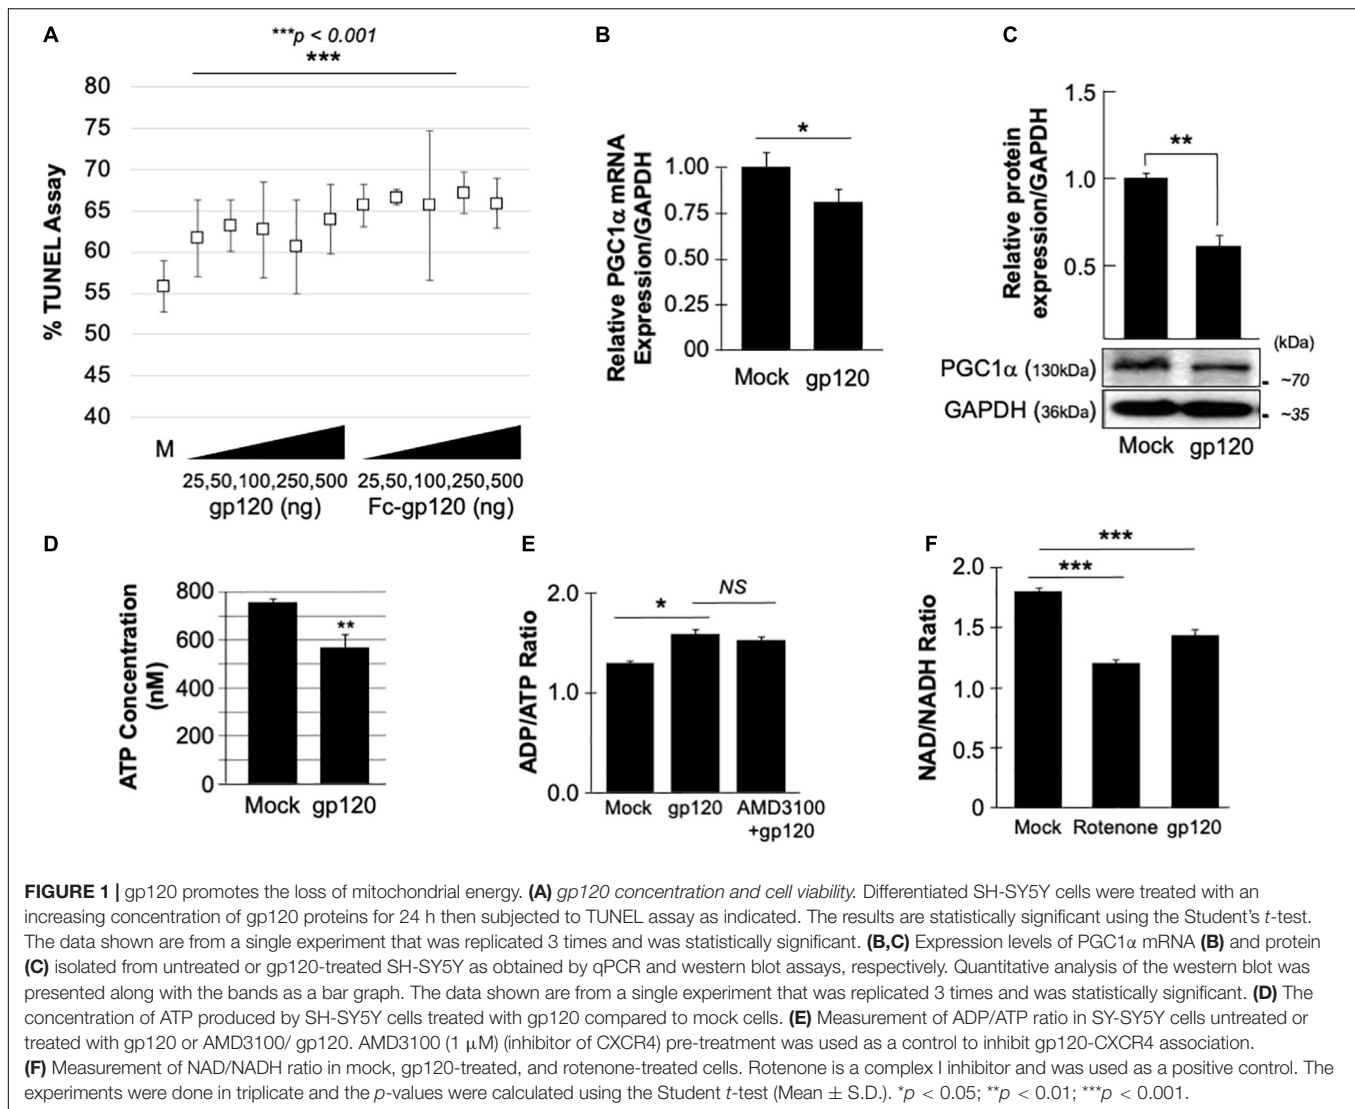 A
***p < 0.001
***
% TUNEL Assay
80
75
70
65
60
55
50
45
40
M
25,50,100,250,500
gp120 (ng)
25,50,100,250,500
Fc-gp120 (ng)
B
*
Relative PGC1α mRNA
Expression/GAPDH
1.00
0.75
0.50
0.25
00
Mock gp120
C
**
Relative protein
expression/GAPDH
1.5
1.0
0.5
(kDa)
PGC1α (130kDa)
- ~70
GAPDH (36kDa)
- ~35
Mock gp120
D
ATP Concentration
(nM)
800
600
400
200
0
**
Mock gp120
E
ADP/ATP Ratio
2.0
1.0
0.0
*
NS
Mock gp120 AMD3100
+gp120
F
NAD/NADH Ratio
2.0
1.5
1.0
0.5
0
***
***
Mock Rotenone gp120
FIGURE 1 | gp120 promotes the loss of mitochondrial energy. (A) gp120 concentration and cell viability. Differentiated SH-SY5Y cells were treated with an
increasing concentration of gp120 proteins for 24 h then subjected to TUNEL assay as indicated. The results are statistically significant using the Student's t-test.
The data shown are from a single experiment that was replicated 3 times and was statistically significant. (B,C) Expression levels of PGC1α mRNA (B) and protein
(C) isolated from untreated or gp120-treated SH-SY5Y as obtained by qPCR and western blot assays, respectively. Quantitative analysis of the western blot was
presented along with the bands as a bar graph. The data shown are from a single experiment that was replicated 3 times and was statistically significant. (D) The
concentration of ATP produced by SH-SY5Y cells treated with gp120 compared to mock cells. (E) Measurement of ADP/ATP ratio in SY-SY5Y cells untreated or
treated with gp120 or AMD3100/ gp120. AMD3100 (1 μM) (inhibitor of CXCR4) pre-treatment was used as a control to inhibit gp120-CXCR4 association.
(F) Measurement of NAD/NADH ratio in mock, gp120-treated, and rotenone-treated cells. Rotenone is a complex I inhibitor and was used as a positive control. The
experiments were done in triplicate and the p-values were calculated using the Student t-test (Mean ± S.D.). *p < 0.05; **p < 0.01; ***p < 0.001.